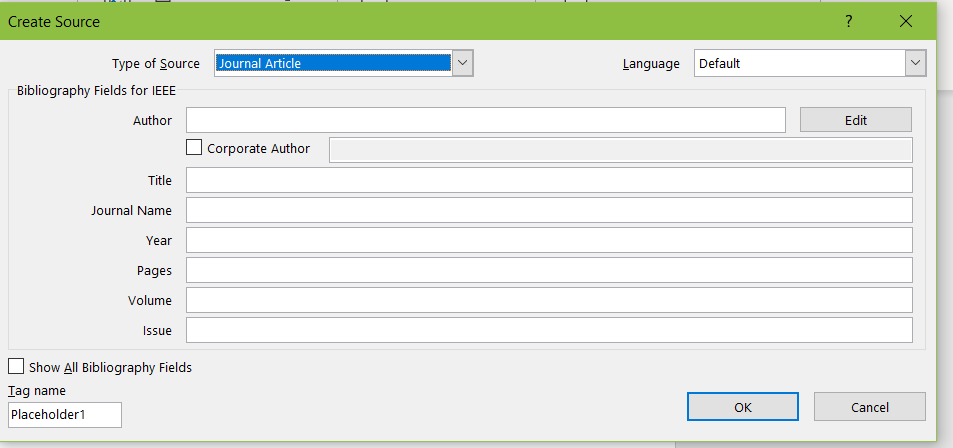 Create Source ?
Type of Source Journal Article Language Default
Bibliography Fields for IEEE
Author Edit
Corporate Author
Title
Journal Name
Year
Pages
Volume
Issue
Show All Bibliography Fields
Tag name
Placeholder1
OK Cancel